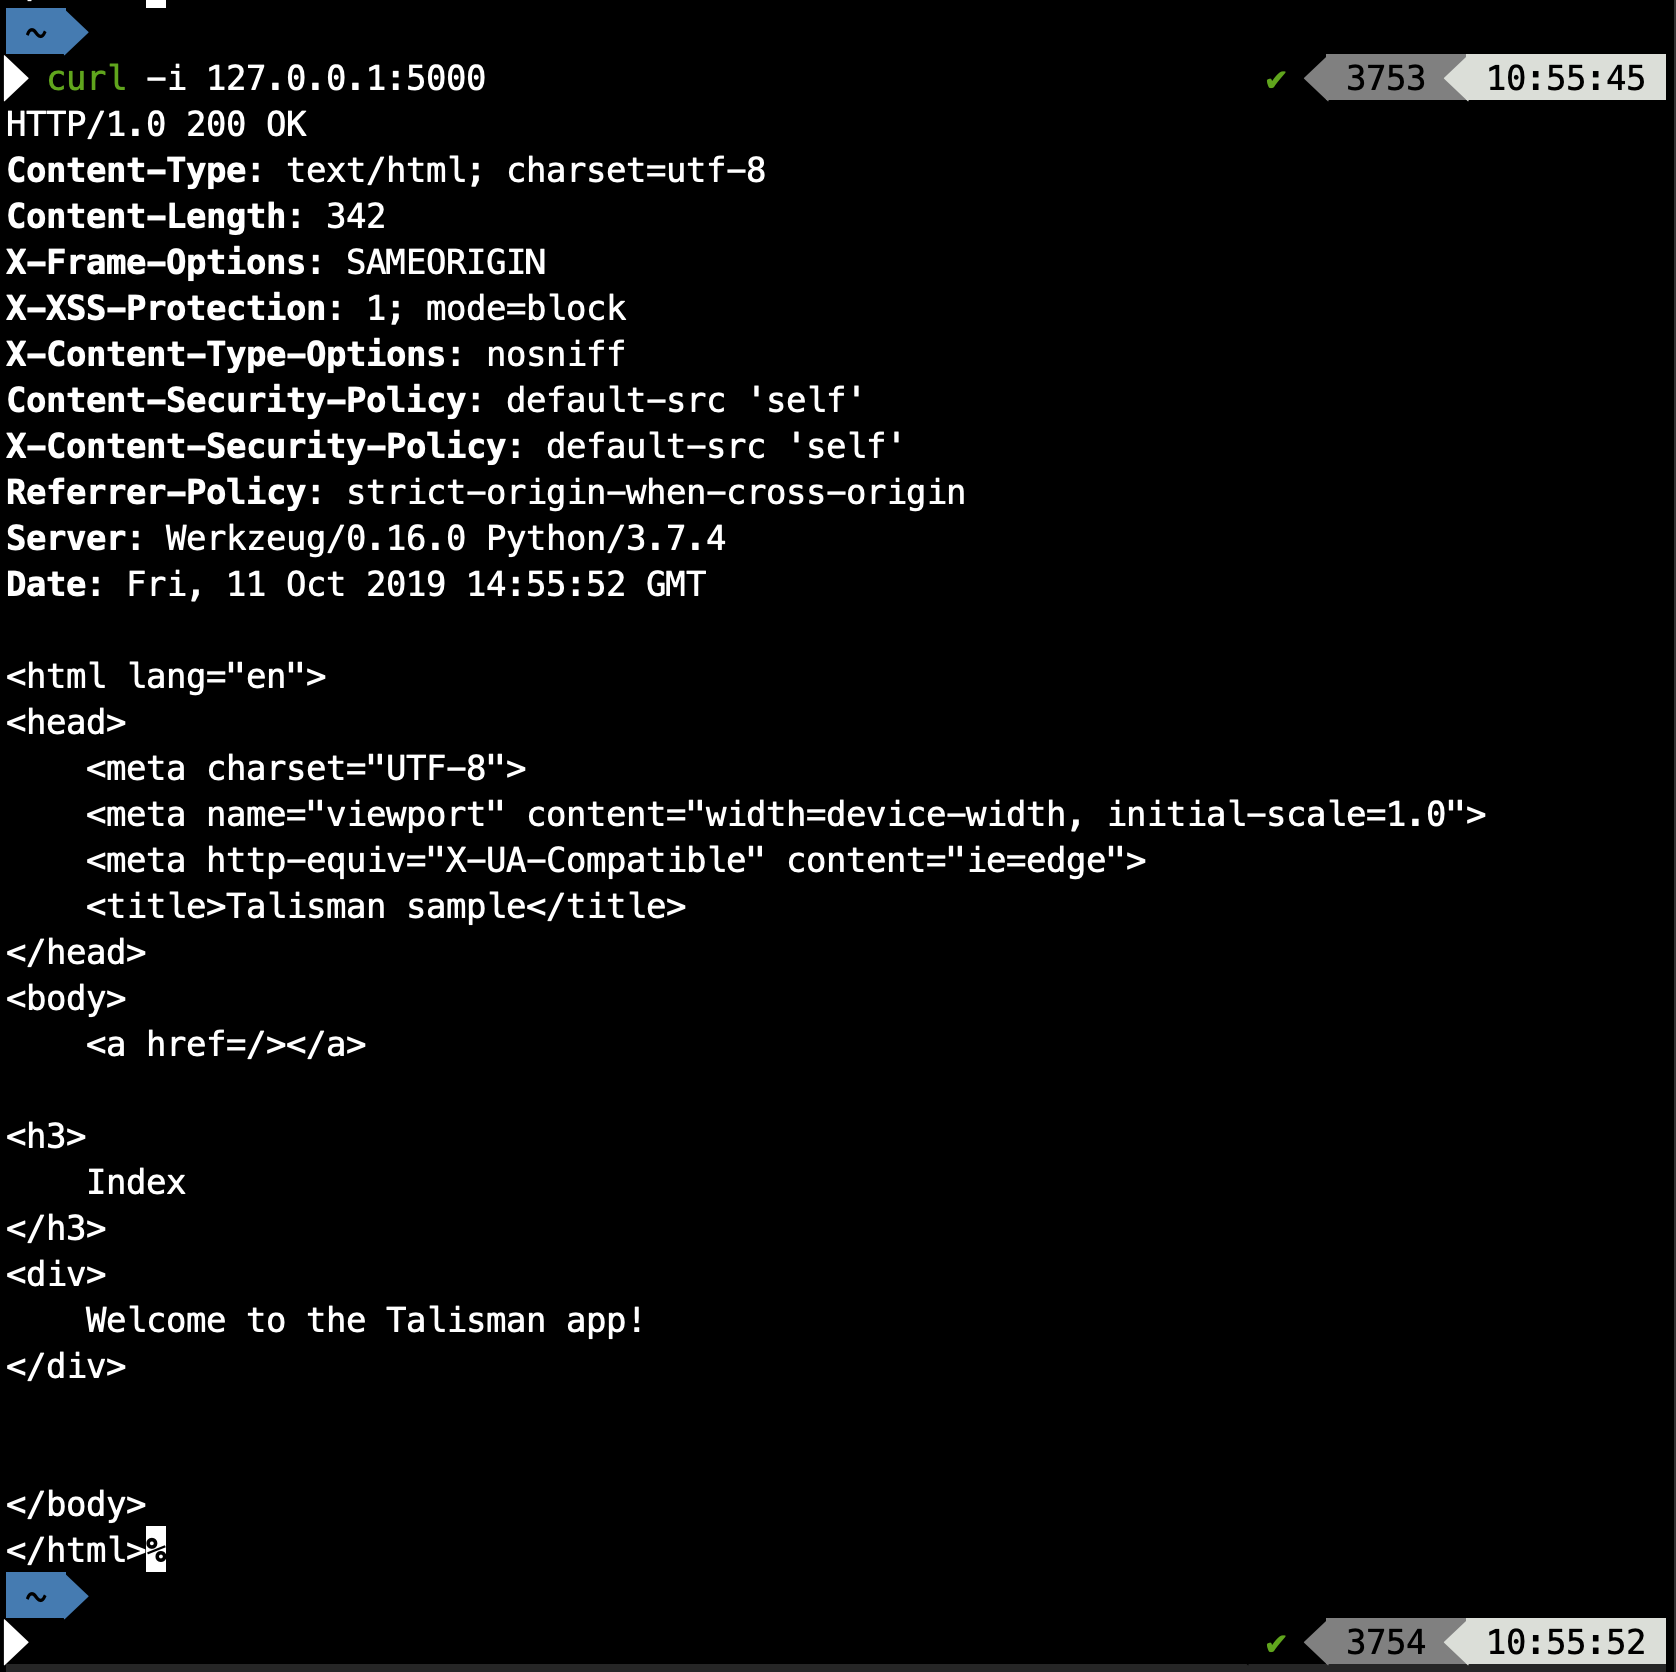 ~
curl -i 127.0.0.1:5000 ✔ 3753 10:55:45
HTTP/1.0 200 OK
Content-Type: text/html; charset=utf-8
Content-Length: 342
X-Frame-Options: SAMEORIGIN
X-XSS-Protection: 1; mode=block
X-Content-Type-Options: nosniff
Content-Security-Policy: default-src 'self'
X-Content-Security-Policy: default-src 'self'
Referrer-Policy: strict-origin-when-cross-origin
Server: Werkzeug/0.16.0 Python/3.7.4
Date: Fri, 11 Oct 2019 14:55:52 GMT

<html lang="en">
<head>
    <meta charset="UTF-8">
    <meta name="viewport" content="width=device-width, initial-scale=1.0">
    <meta http-equiv="X-UA-Compatible" content="ie=edge">
    <title>Talisman sample</title>
</head>
<body>
    <a href=/></a>

<h3>
    Index
</h3>
<div>
    Welcome to the Talisman app!
</div>


</body>
</html>%
~
✔ 3754 10:55:52